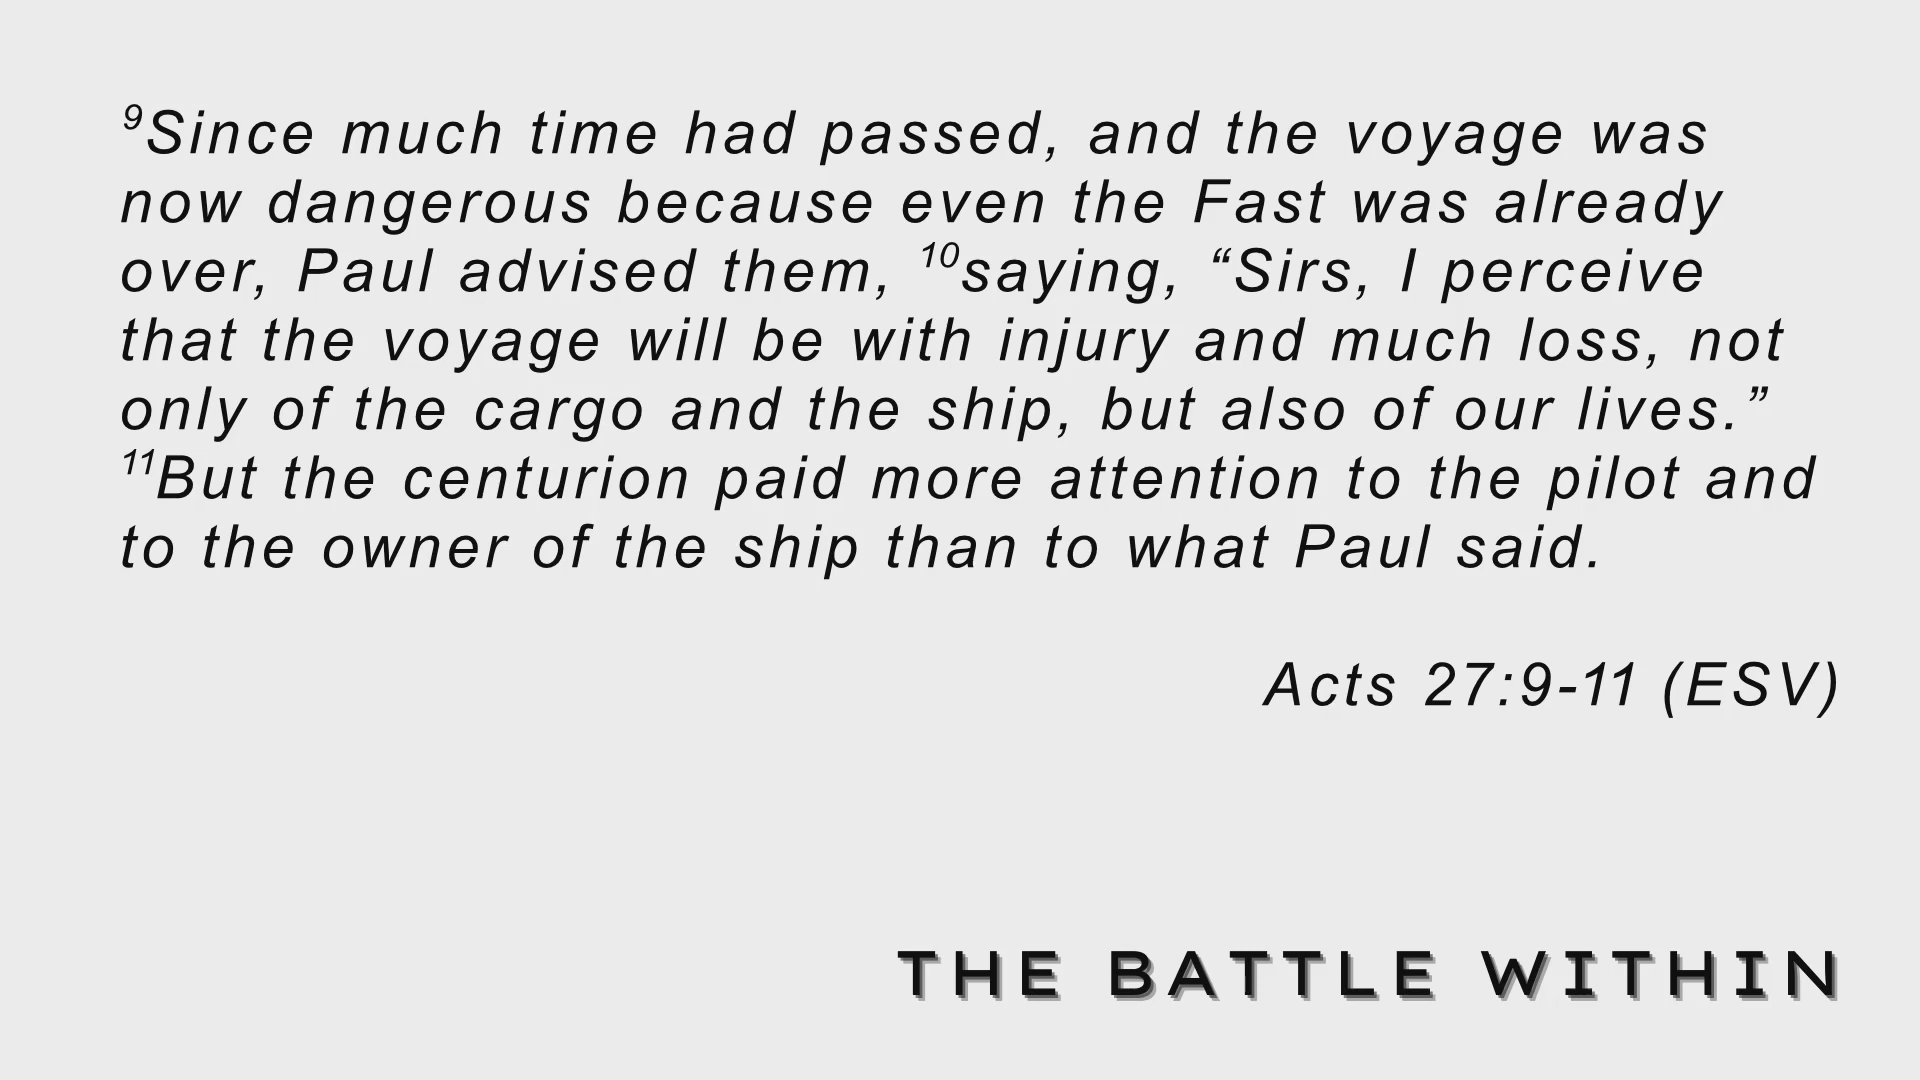 ⁹Since much time had passed, and the voyage was
now dangerous because even the Fast was already
over, Paul advised them, ¹⁰saying, “Sirs, I perceive
that the voyage will be with injury and much loss, not
only of the cargo and the ship, but also of our lives.”
¹¹But the centurion paid more attention to the pilot and
to the owner of the ship than to what Paul said.
Acts 27:9-11 (ESV)
THE BATTLE WITHIN